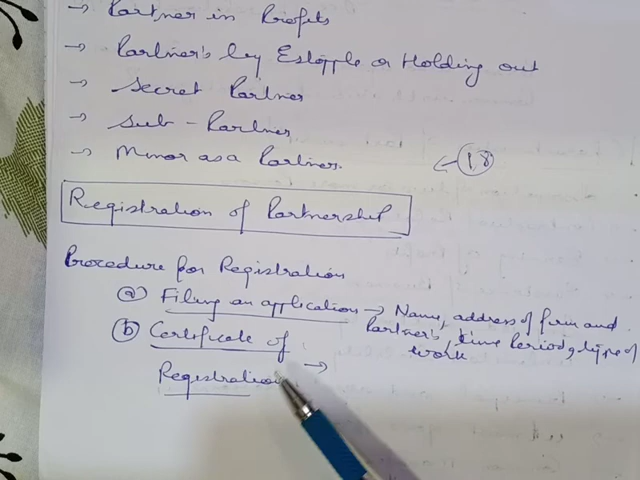 → Partner in Profits
→ Partner's by Estopple or Holding out
→ Secret Partner
→ Sub - Partner
→ Minor as a Partner.
← 18
Registration of Partnership
Procedure for Registration
(a) Filing an application → Name, address of firm and
Partner's, time Period & type of
work
(b) Certificate of
Registration →